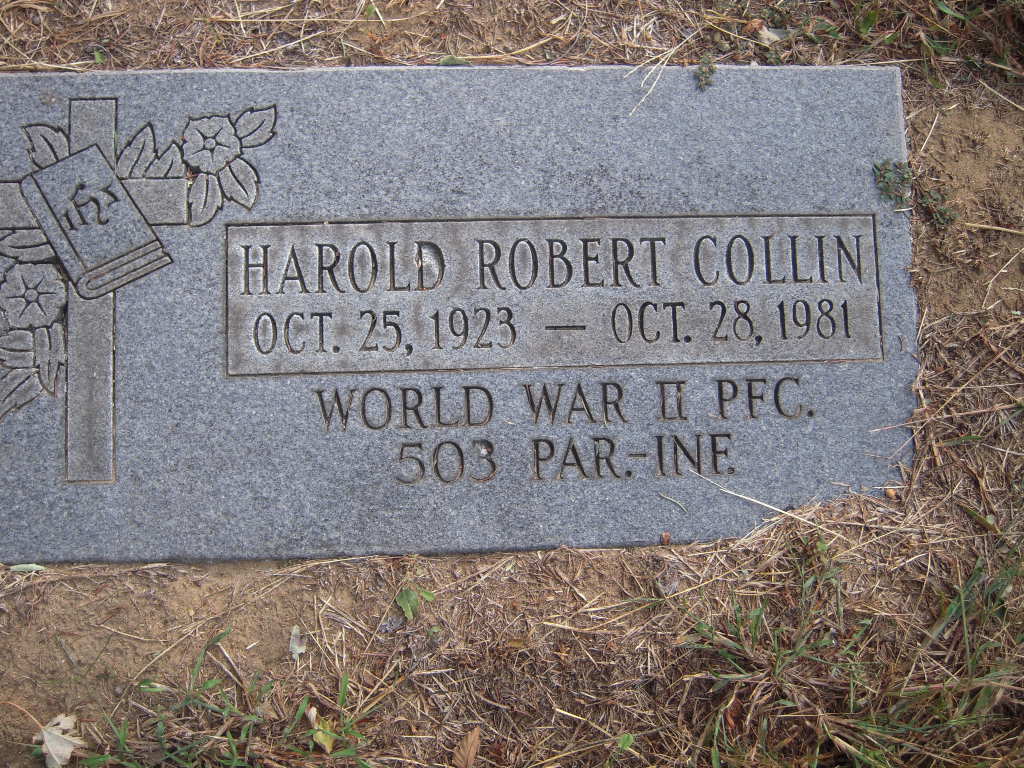 HAROLD ROBERT COLLIN
OCT. 25, 1923 — OCT. 28, 1981
WORLD WAR II PFC.
503 PAR.-INF.